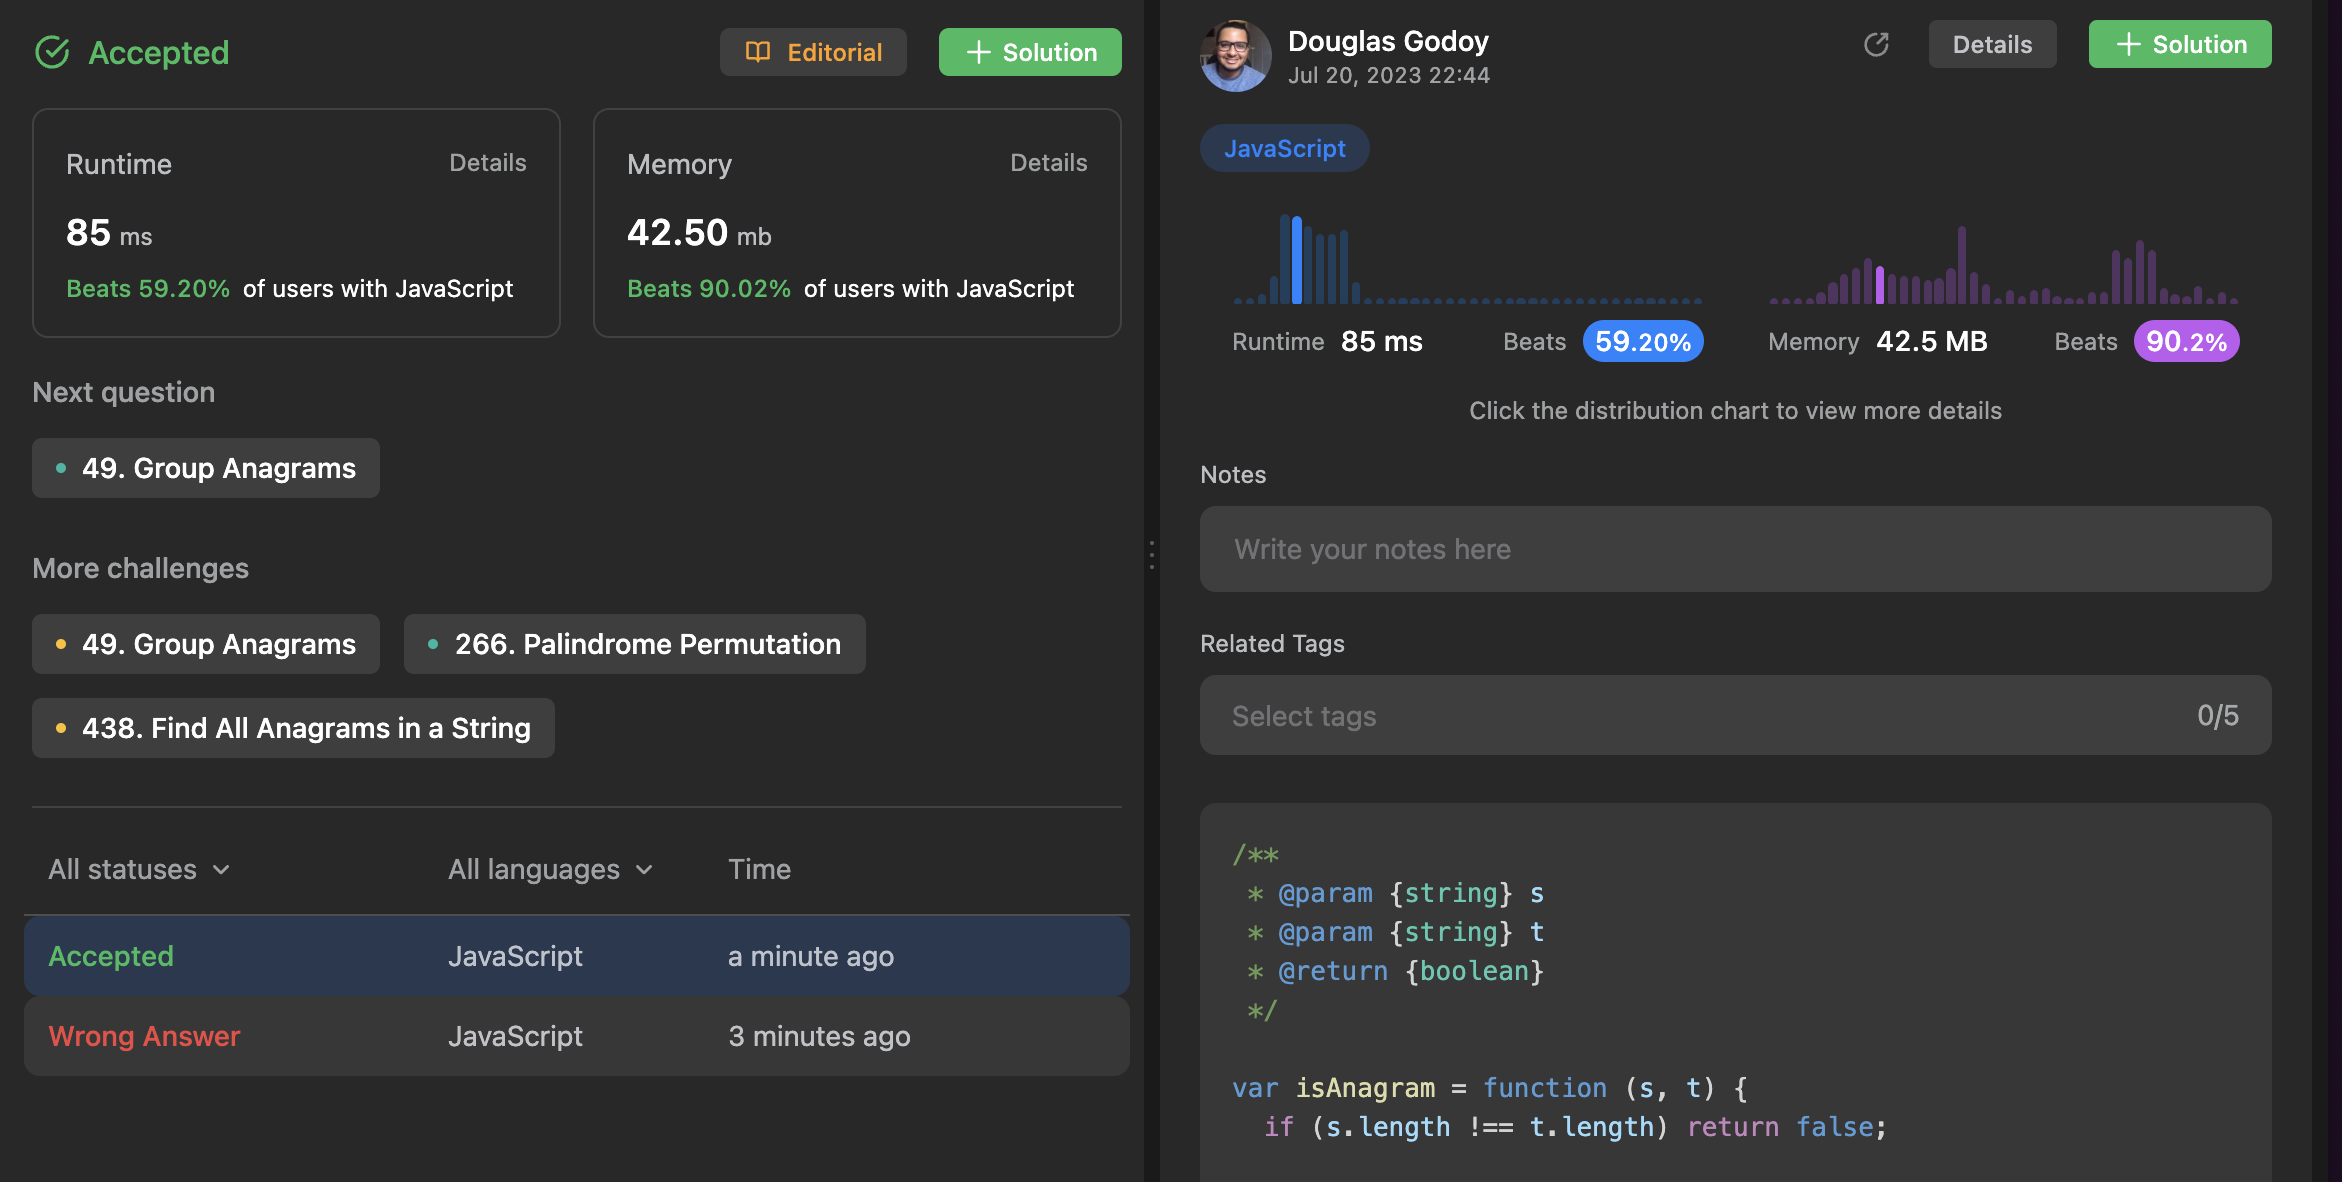 Accepted
Editorial
+ Solution
Runtime
Details
85 ms
Beats 59.20% of users with JavaScript
Memory
Details
42.50 mb
Beats 90.02% of users with JavaScript
Next question
49. Group Anagrams
More challenges
49. Group Anagrams
266. Palindrome Permutation
438. Find All Anagrams in a String
All statuses
All languages
Time
Accepted
JavaScript
a minute ago
Wrong Answer
JavaScript
3 minutes ago
Douglas Godoy
Jul 20, 2023 22:44
Details
+ Solution
JavaScript
Runtime 85 ms
Beats 59.20%
Memory 42.5 MB
Beats 90.2%
Click the distribution chart to view more details
Notes
Write your notes here
Related Tags
Select tags
0/5
/**
 * @param {string} s
 * @param {string} t
 * @return {boolean}
 */
var isAnagram = function (s, t) {
  if (s.length !== t.length) return false;